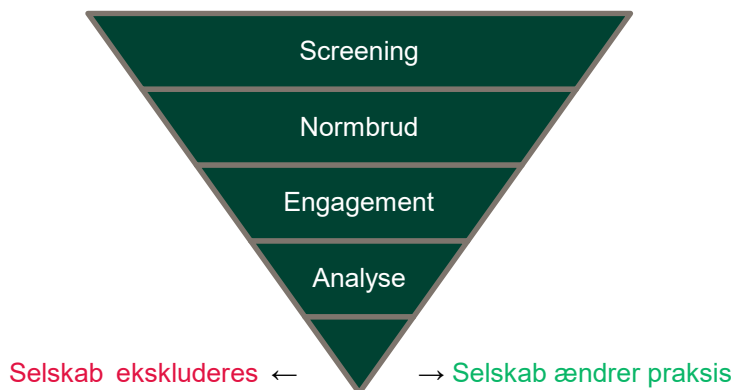 Screening
Normbrud
Engagement
Analyse
Selskab ekskluderes ← → Selskab ændrer praksis